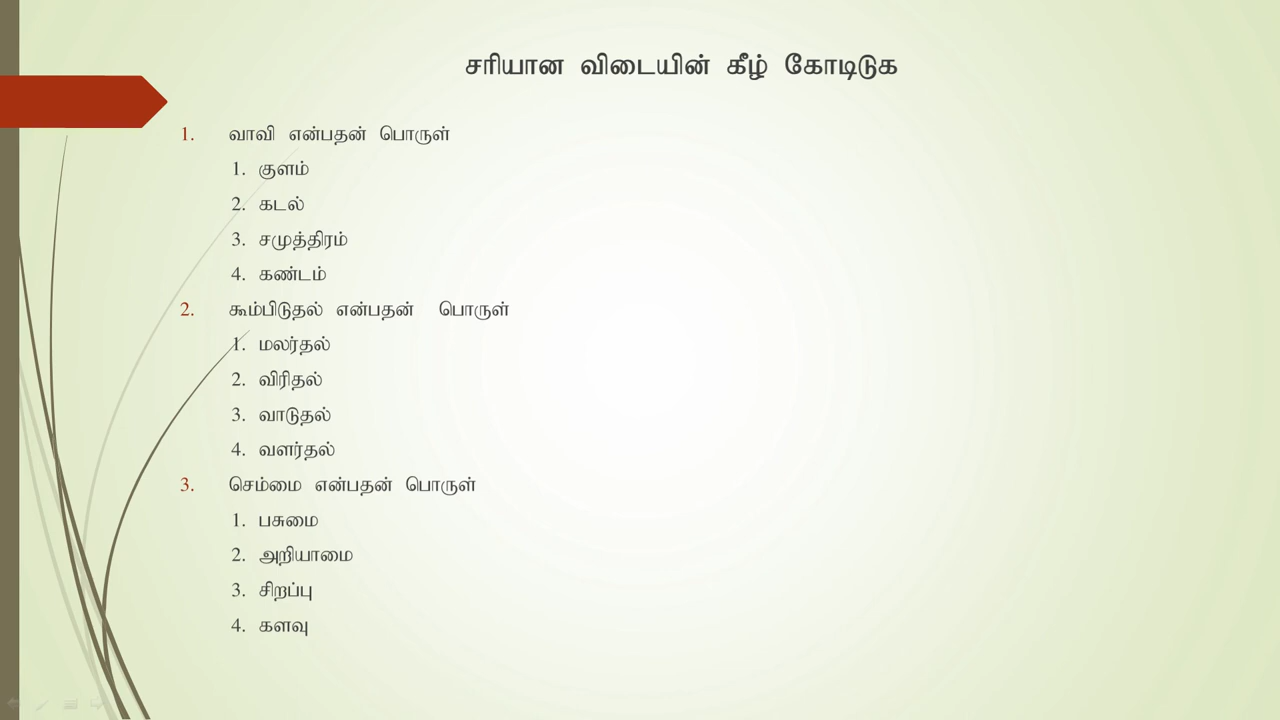 சரியான விடையின் கீழ் கோடிடுக
1. வாவி என்பதன் பொருள்
1. குளம்
2. கடல்
3. சமுத்திரம்
4. கண்டம்
2. கூம்பிடுதல் என்பதன் பொருள்
1. மலர்தல்
2. விரிதல்
3. வாடுதல்
4. வளர்தல்
3. செம்மை என்பதன் பொருள்
1. பசுமை
2. அறியாமை
3. சிறப்பு
4. களவு